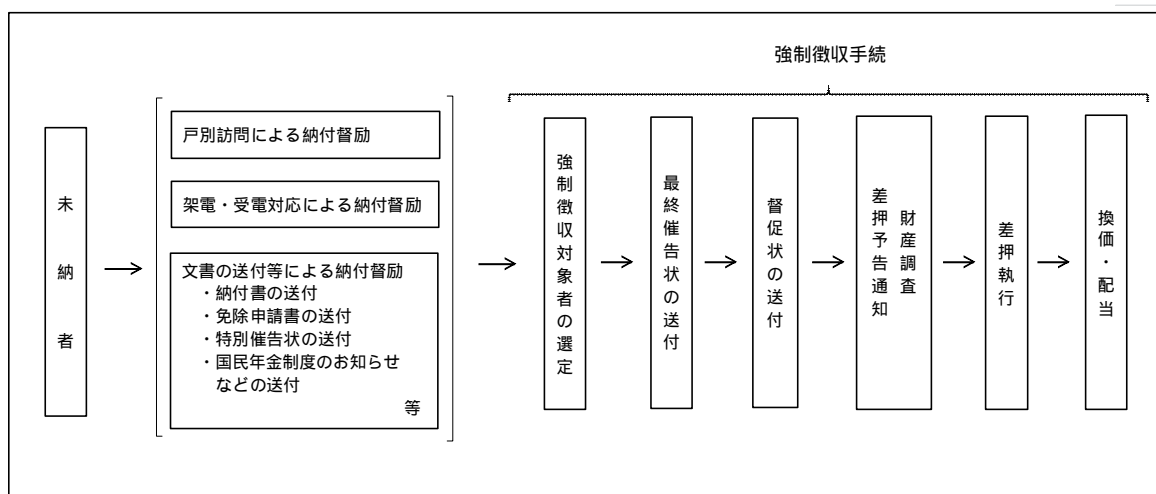 強制徴収手続
未納者
戸別訪問による納付督励
架電・受電対応による納付督励
文書の送付等による納付督励
・納付書の送付
・免除申請書の送付
・特別催告状の送付
・国民年金制度のお知らせ
などの送付
等
強制徴収対象者の選定
最終催告状の送付
督促状の送付
財産調査
差押予告通知
差押執行
換価・配当